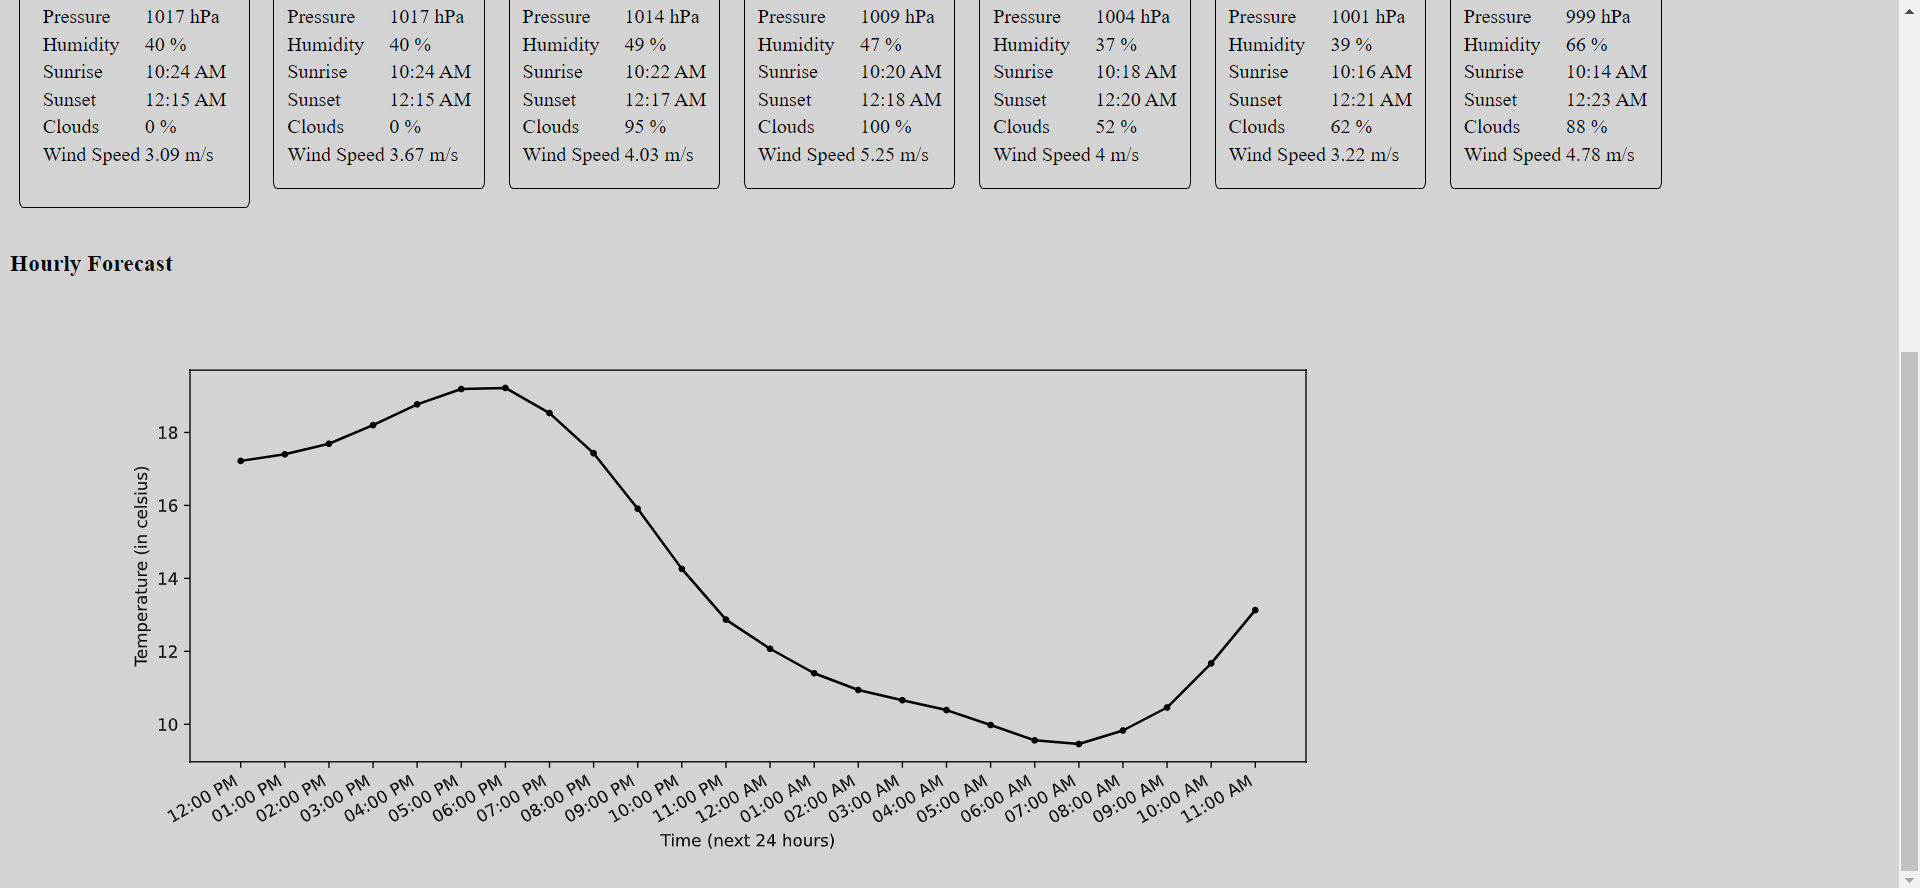 Pressure 1017 hPa Pressure 1017 hPa Pressure 1014 hPa Pressure 1009 hPa Pressure 1004 hPa Pressure 1001 hPa Pressure 999 hPa
Humidity 40 % Humidity 40 % Humidity 49 % Humidity 47 % Humidity 37 % Humidity 39 % Humidity 66 %
Sunrise 10:24 AM Sunrise 10:24 AM Sunrise 10:22 AM Sunrise 10:20 AM Sunrise 10:18 AM Sunrise 10:16 AM Sunrise 10:14 AM
Sunset 12:15 AM Sunset 12:15 AM Sunset 12:17 AM Sunset 12:18 AM Sunset 12:20 AM Sunset 12:21 AM Sunset 12:23 AM
Clouds 0 % Clouds 0 % Clouds 95 % Clouds 100 % Clouds 52 % Clouds 62 % Clouds 88 %
Wind Speed 3.09 m/s Wind Speed 3.67 m/s Wind Speed 4.03 m/s Wind Speed 5.25 m/s Wind Speed 4 m/s Wind Speed 3.22 m/s Wind Speed 4.78 m/s
Hourly Forecast
Temperature (in celsius)
18
16
14
12
10
12:00 PM 01:00 PM 02:00 PM 03:00 PM 04:00 PM 05:00 PM 06:00 PM 07:00 PM 08:00 PM 09:00 PM 10:00 PM 11:00 PM 12:00 AM 01:00 AM 02:00 AM 03:00 AM 04:00 AM 05:00 AM 06:00 AM 07:00 AM 08:00 AM 09:00 AM 10:00 AM 11:00 AM
Time (next 24 hours)